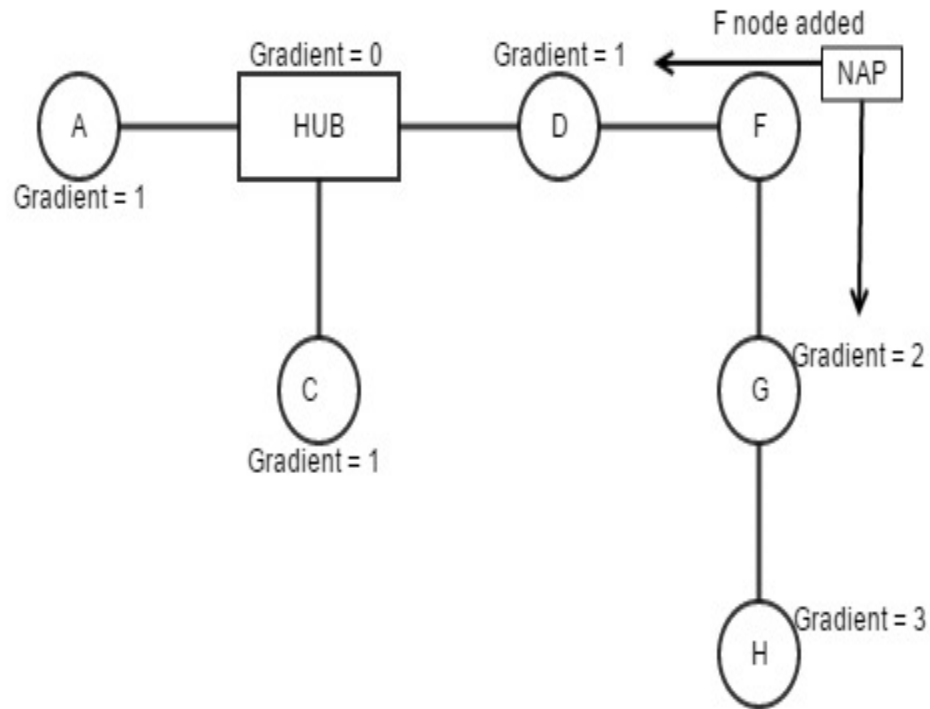 F node added
Gradient = 0
Gradient = 1
NAP
A
HUB
D
F
Gradient = 1
Gradient = 2
C
G
Gradient = 1
Gradient = 3
H